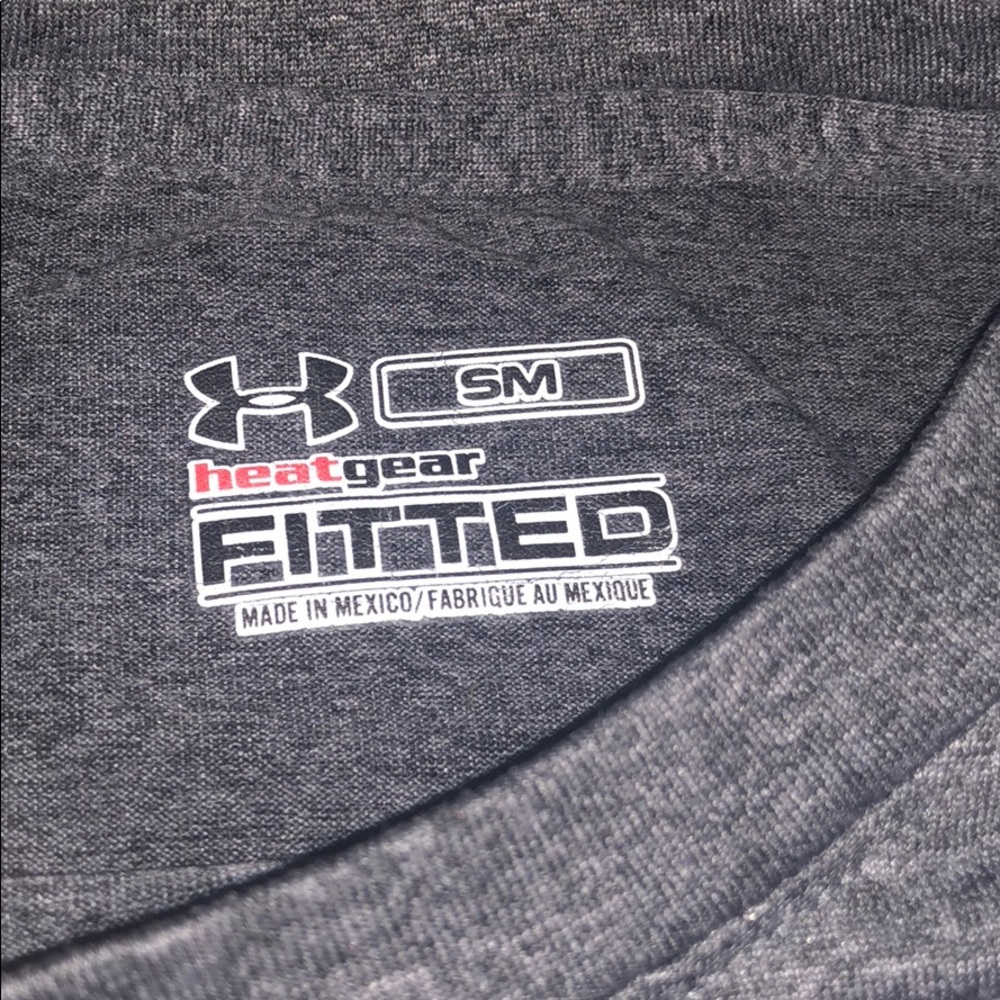 SM
heatgear
FITTED
MADE IN MEXICO/FABRIQUE AU MEXIQUE